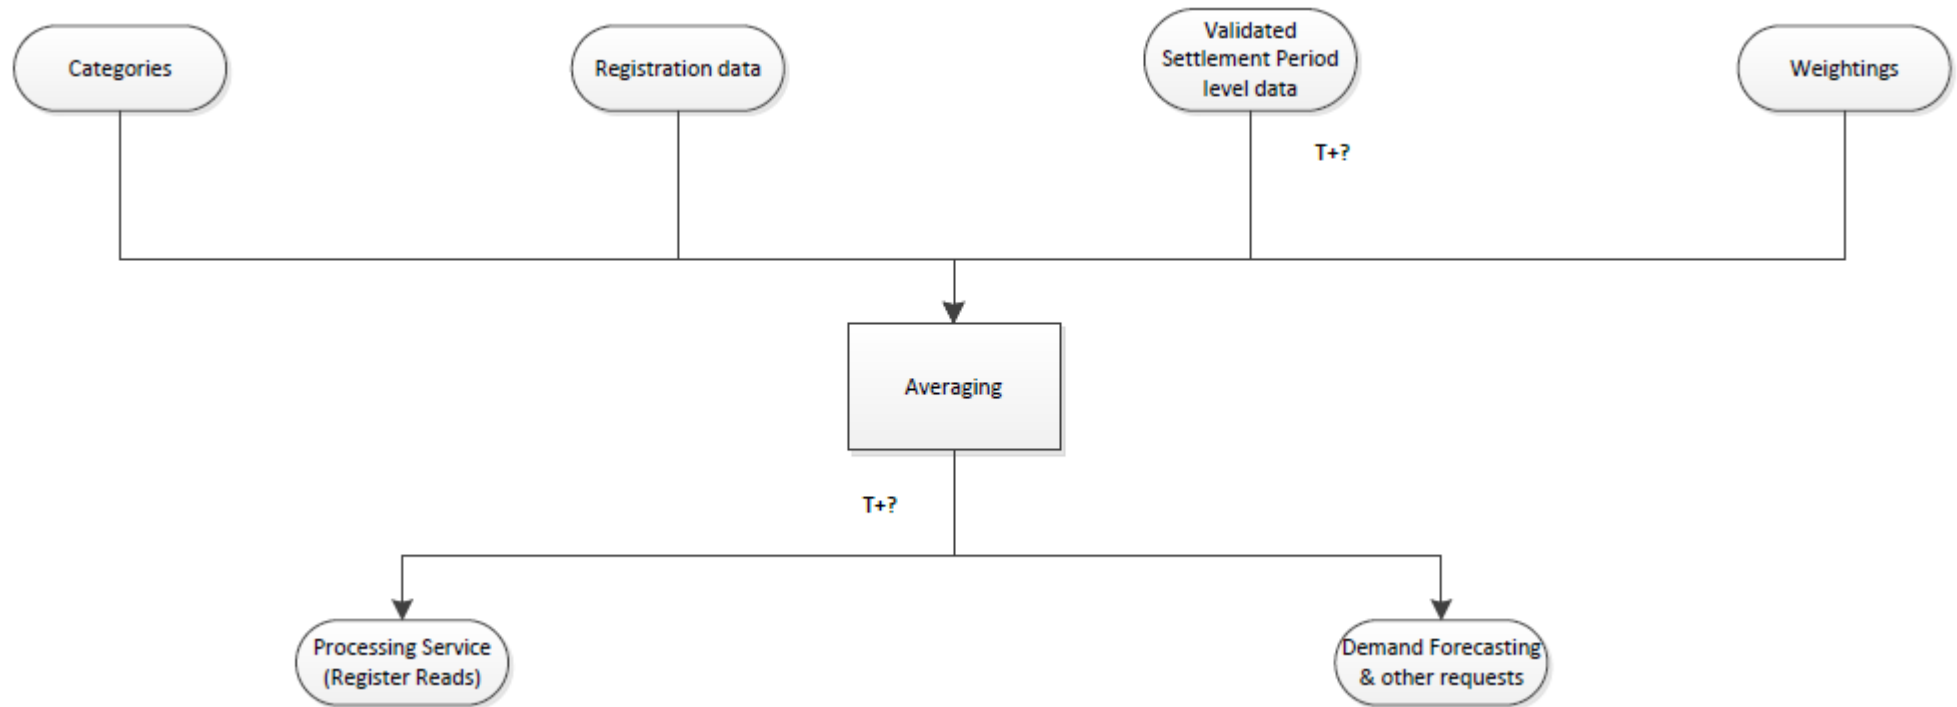 Categories
Registration data
Validated
Settlement Period
level data
Weightings
T+?
Averaging
T+?
Processing Service
(Register Reads)
Demand Forecasting
& other requests